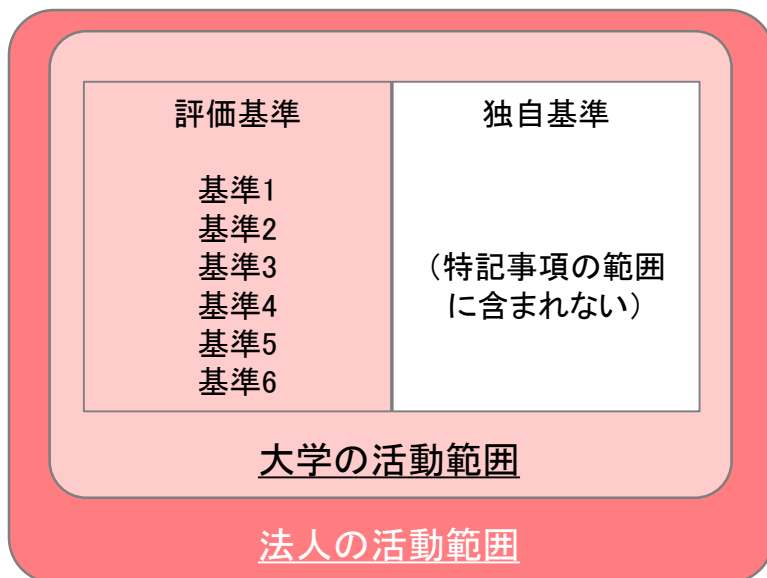 評価基準
基準1
基準2
基準3
基準4
基準5
基準6
独自基準
（特記事項の範囲
に含まれない）
大学の活動範囲
法人の活動範囲